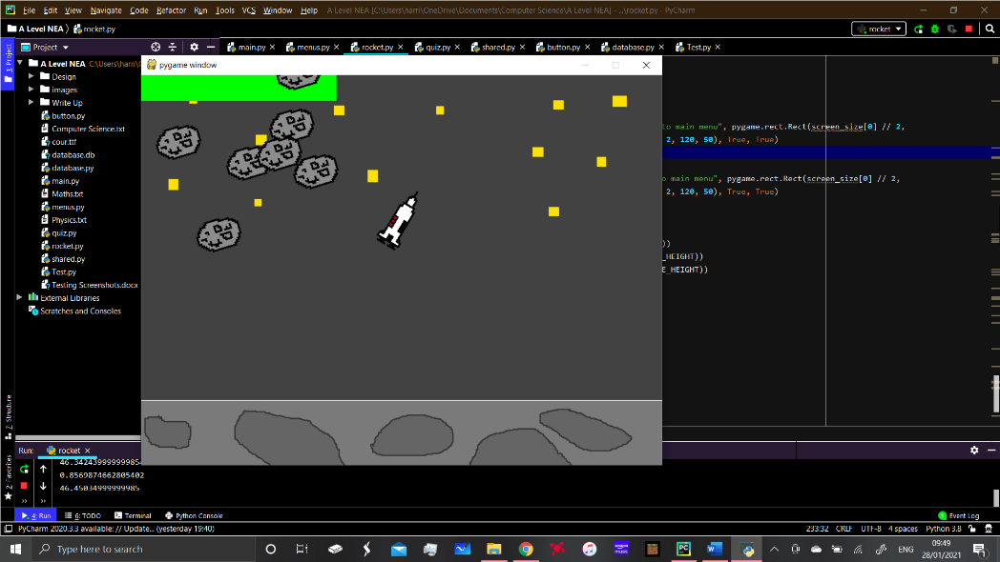 File Edit View Navigate Code Refactor Run Tools VCS Window Help A Level NEA [C:\Users\harri\OneDrive\Documents\Computer Science\A Level NEA] - ...\rocket.py
A Level NEA rocket.py
rocket
Project
main.py menus.py rocket.py quiz.py shared.py button.py database.py Test.py
1: Project
A Level NEA C:\Users\harri\O
Design
images
Write Up
button.py
Computer Science.txt
cour.ttf
database.db
database.py
main.py
Maths.txt
menus.py
Physics.txt
quiz.py
rocket.py
shared.py
Test.py
Testing Screenshots.docx
External Libraries
Scratches and Consoles
pygame window
to main menu", pygame.rect.Rect(screen_size[0] // 2,
2, 120, 50), True, True)
o main menu", pygame.rect.Rect(screen_size[0] // 2,
2, 120, 50), True, True)
))
_HEIGHT))
E_HEIGHT))
7: Structure
2: Favorites
Run: rocket
46.34243999999985
0.8569874662805402
46.45034999999985
4: Run 6: TODO Terminal Python Console Event Log
PyCharm 2020.3.3 available: // Update... (yesterday 19:40) 233:32 CRLF UTF-8 4 spaces Python 3.8
Type here to search
ENG
09:49
28/01/2021